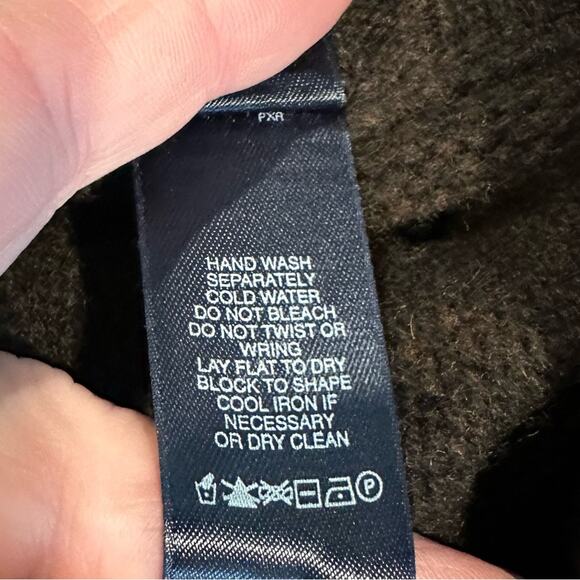 PXR
HAND WASH
SEPARATELY
COLD WATER
DO NOT BLEACH
DO NOT TWIST OR
WRING
LAY FLAT TO DRY
BLOCK TO SHAPE
COOL IRON IF
NECESSARY
OR DRY CLEAN
P